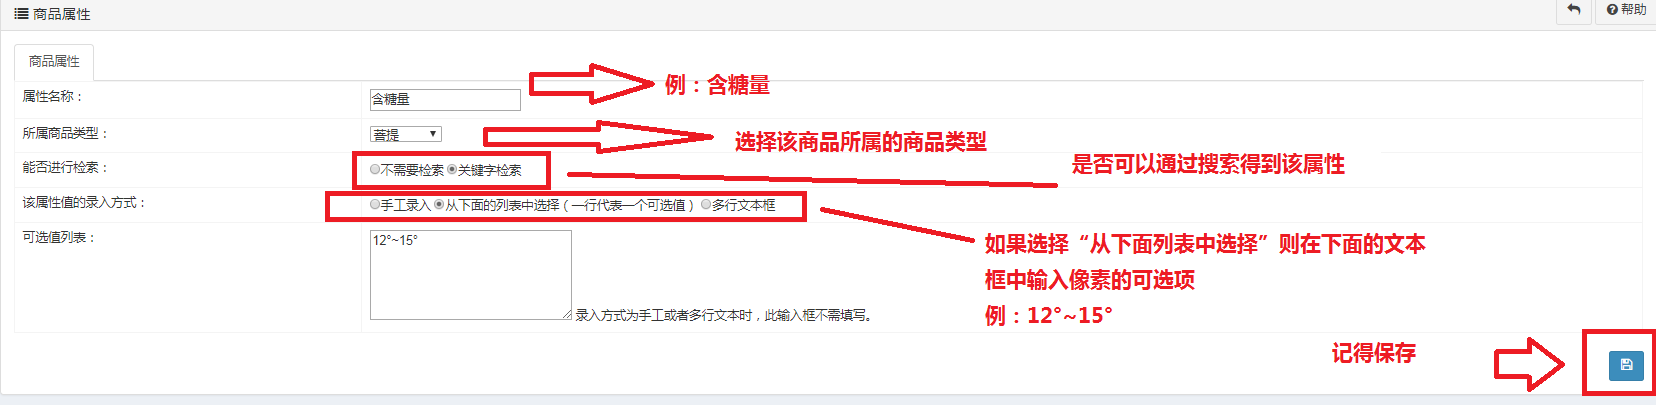 商品属性
帮助
商品属性
属性名称：
含糖量
例：含糖量
所属商品类型：
菩提
选择该商品所属的商品类型
能否进行检索：
不需要检索 关键字检索
是否可以通过搜索得到该属性
该属性值的录入方式：
手工录入 从下面的列表中选择（一行代表一个可选值） 多行文本框
如果选择“从下面列表中选择”则在下面的文本
框中输入像素的可选项
例：12°~15°
可选值列表：
12°~15°
录入方式为手工或者多行文本时，此输入框不需填写。
记得保存